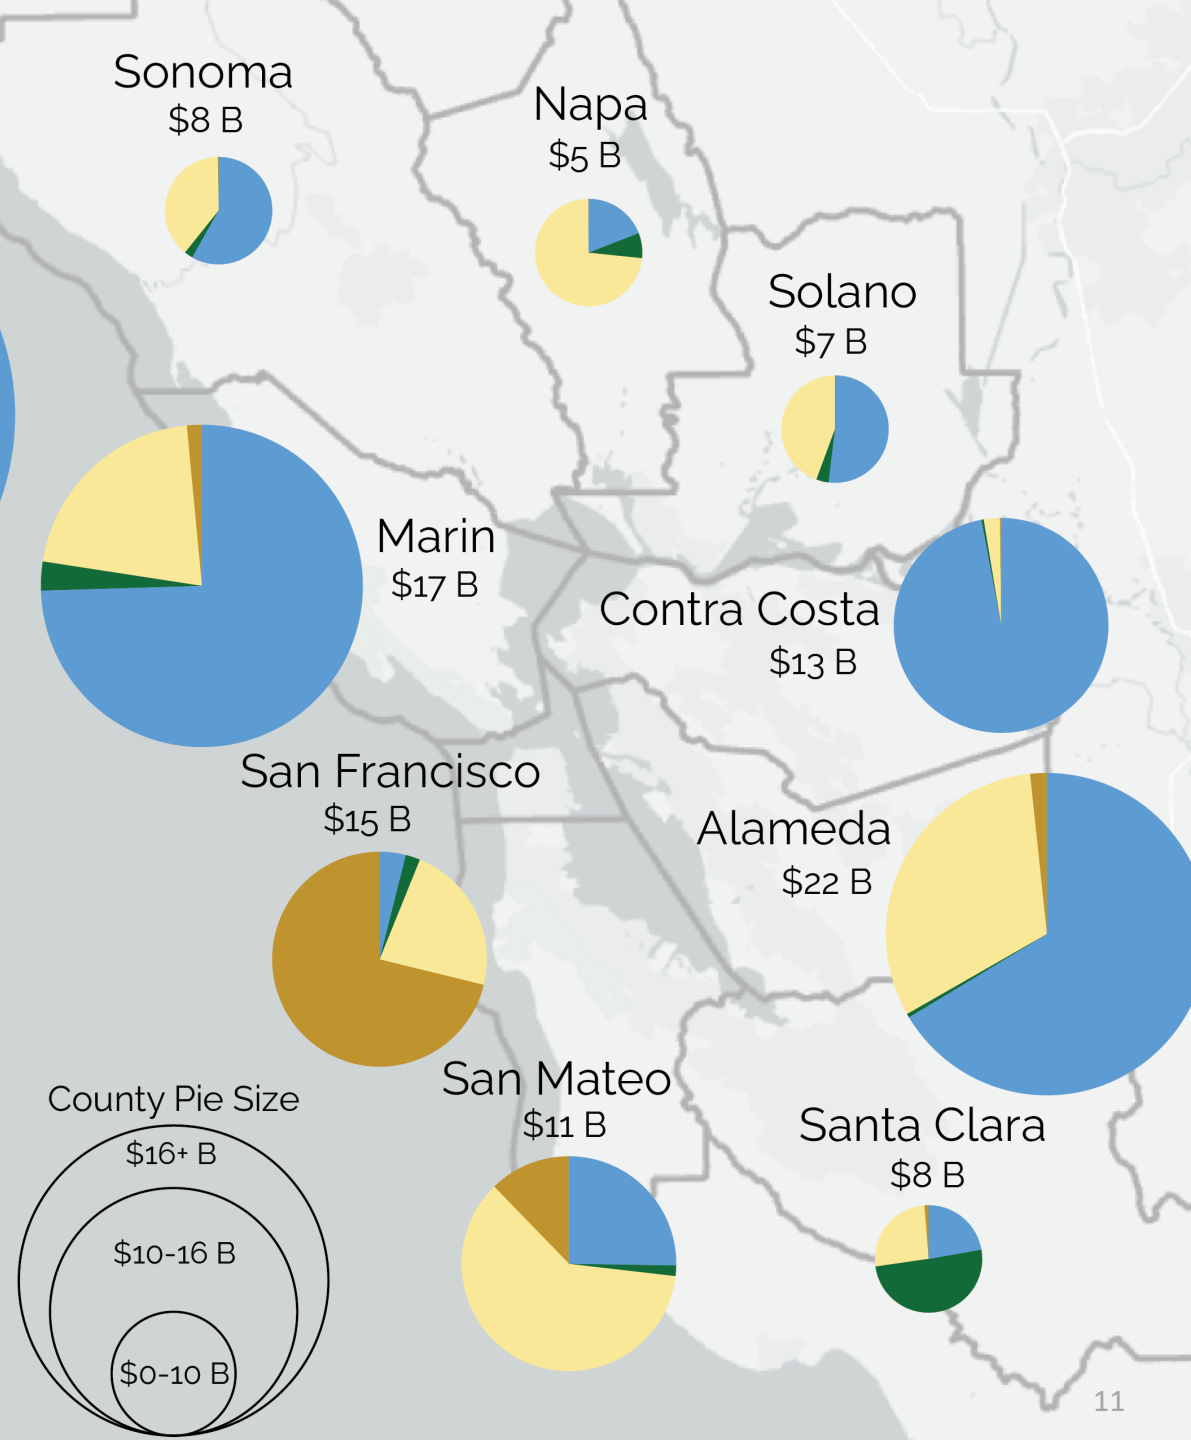 Sonoma
$8 B
Napa
$5 B
Solano
$7 B
Marin
$17 B
Contra Costa
$13 B
San Francisco
$15 B
Alameda
$22 B
San Mateo
$11 B
Santa Clara
$8 B
County Pie Size
$16+ B
$10-16 B
$0-10 B
11